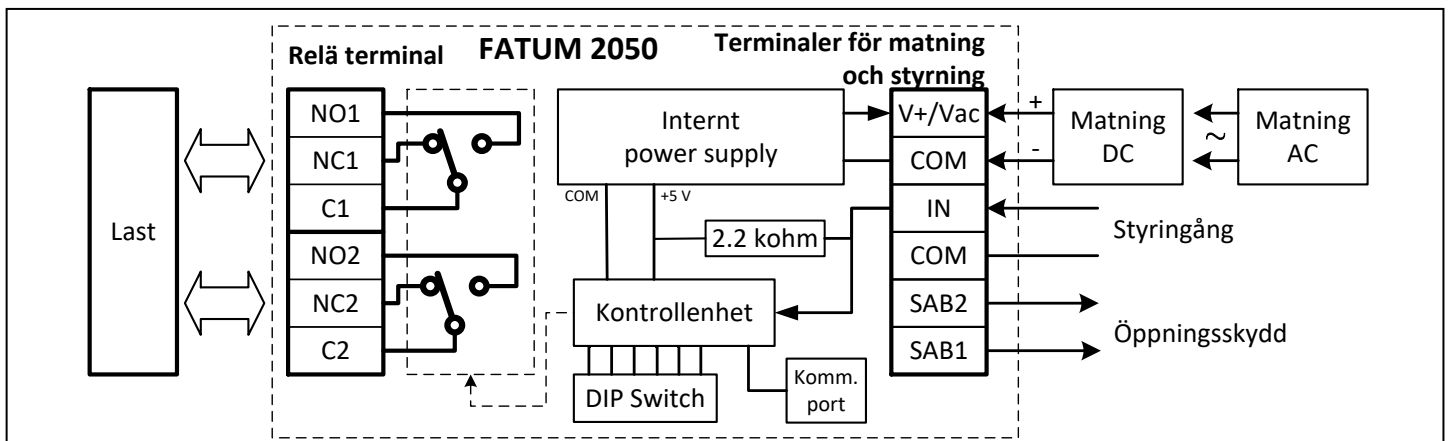 Relä terminal
FATUM 2050
Terminaler för matning
och styrning
Last
NO1
NC1
C1
NO2
NC2
C2
Internt
power supply
COM
+5 V
2.2 kohm
Kontrollenhet
DIP Switch
Komm.
port
V+/Vac
COM
IN
COM
SAB2
SAB1
+
-
Matning
DC
~
Matning
AC
Styringång
Öppningsskydd